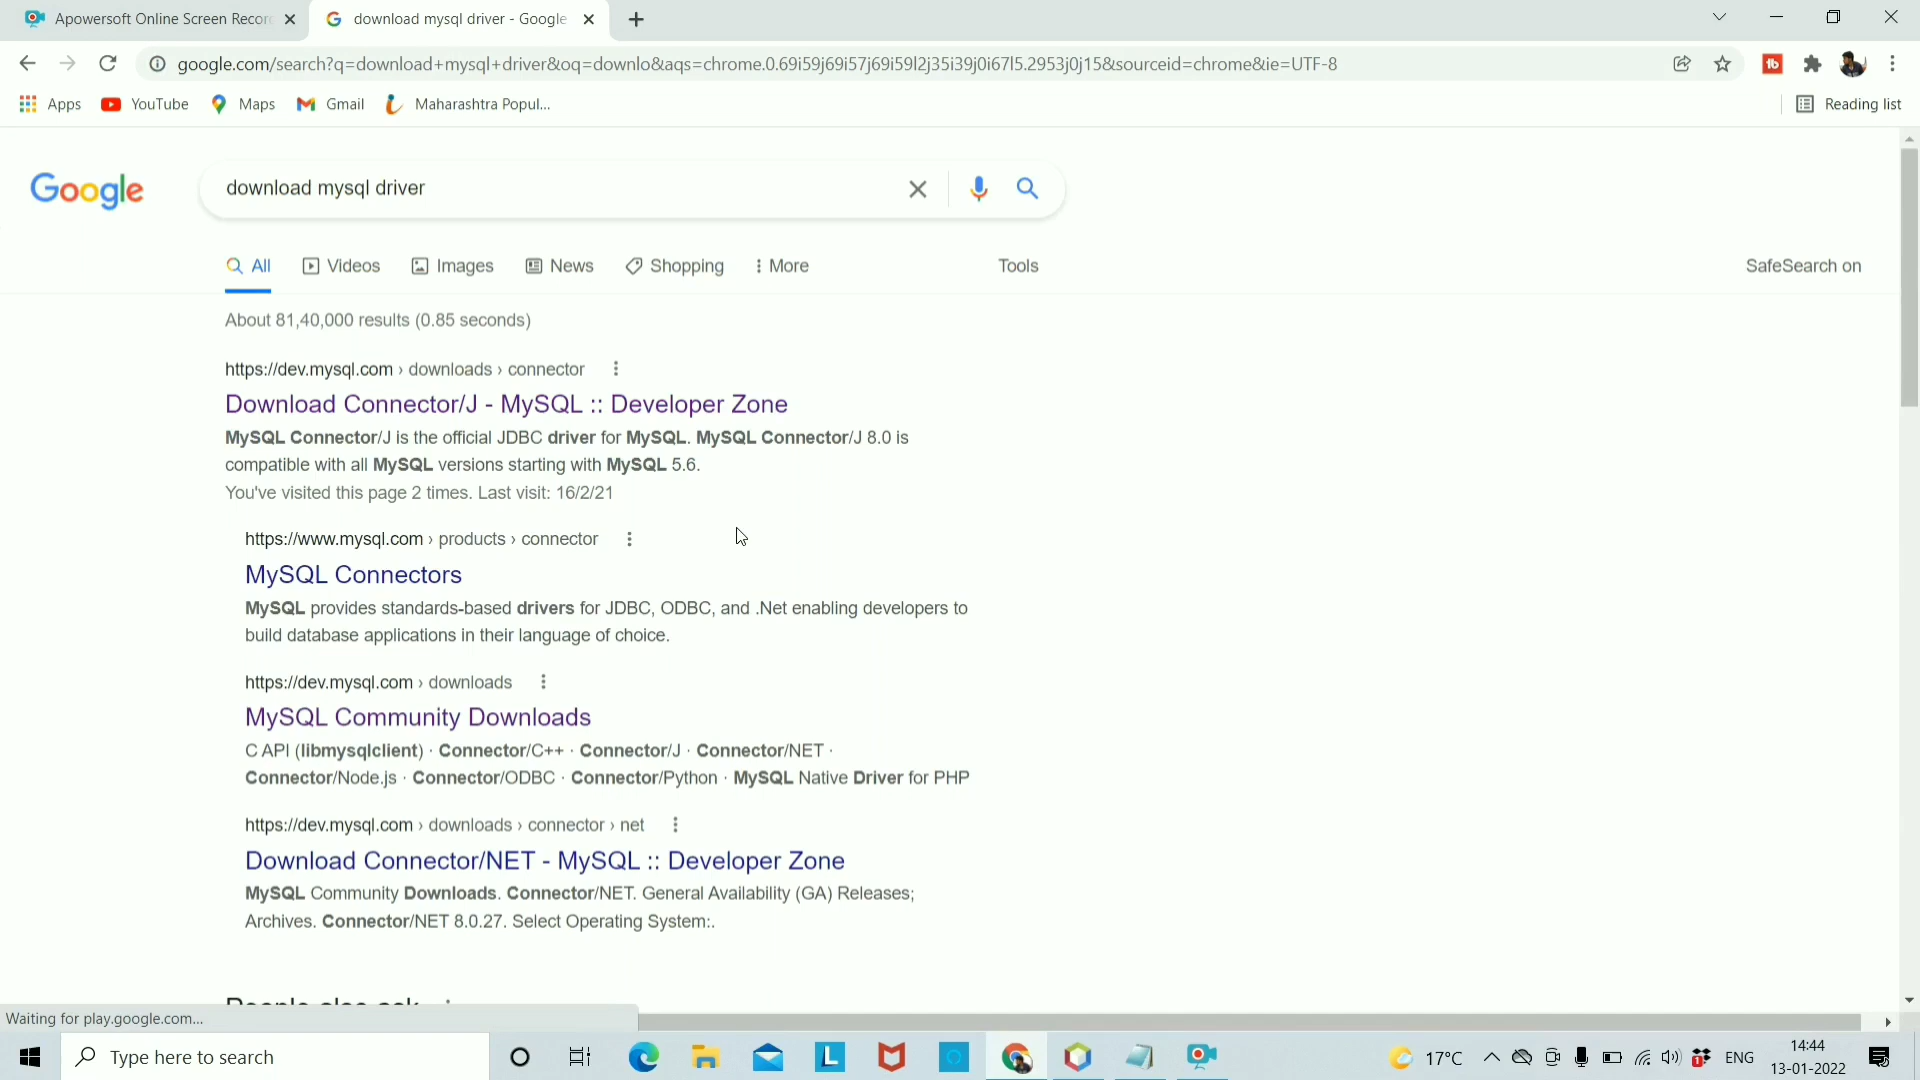 Apowersoft Online Screen Recor
download mysql driver - Google
google.com/search?q=download+mysql+driver&oq=downlo&aqs=chrome.0.69i59j69i57j69i59l2j35i39j0i67l5.2953j0j15&sourceid=chrome&ie=UTF-8
Apps
YouTube
Maps
Gmail
Maharashtra Popul...
Reading list
Google
download mysql driver
All
Videos
Images
News
Shopping
More
Tools
SafeSearch on
About 81,40,000 results (0.85 seconds)
https://dev.mysql.com › downloads › connector
Download Connector/J - MySQL :: Developer Zone
MySQL Connector/J is the official JDBC driver for MySQL. MySQL Connector/J 8.0 is
compatible with all MySQL versions starting with MySQL 5.6.
You've visited this page 2 times. Last visit: 16/2/21
https://www.mysql.com › products › connector
MySQL Connectors
MySQL provides standards-based drivers for JDBC, ODBC, and .Net enabling developers to
build database applications in their language of choice.
https://dev.mysql.com › downloads
MySQL Community Downloads
C API (libmysqlclient) · Connector/C++ · Connector/J · Connector/NET ·
Connector/Node.js · Connector/ODBC · Connector/Python · MySQL Native Driver for PHP
https://dev.mysql.com › downloads › connector › net
Download Connector/NET - MySQL :: Developer Zone
MySQL Community Downloads. Connector/NET. General Availability (GA) Releases;
Archives. Connector/NET 8.0.27. Select Operating System:.
People also ask
Waiting for play.google.com...
Type here to search
17°C
ENG
14:44
13-01-2022